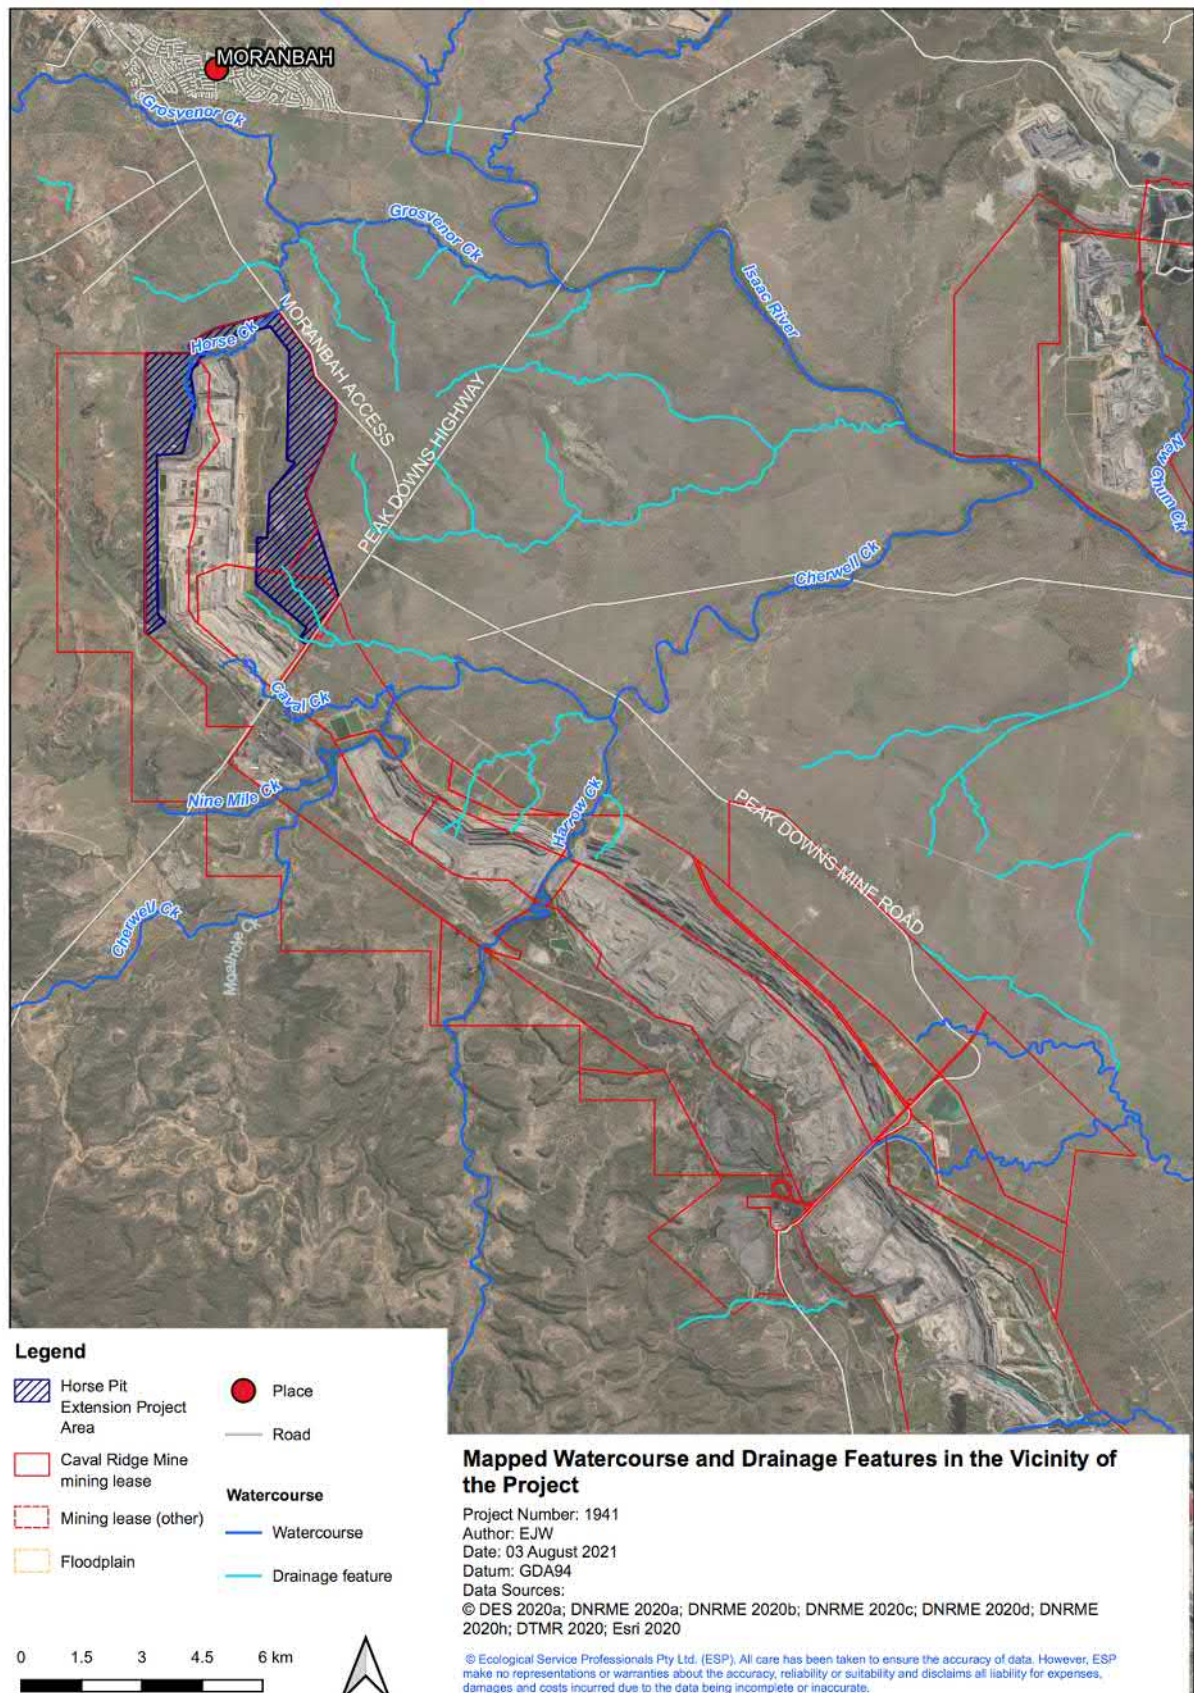 MORANBAH
Grosvenor Ck
Grosvenor Ck
Isaac River
MORANBAH ACCESS
Horse Ck
PEAK DOWNS HIGHWAY
New Chum Ck
Cherwell Ck
Caval Ck
Nine Mile Ck
Harrow Ck
PEAK DOWNS MINE ROAD
Cherwell Ck
Moalhole Ck
Legend
Horse Pit
Extension Project
Area
Caval Ridge Mine
mining lease
Mining lease (other)
Floodplain
Place
Road
Watercourse
Watercourse
Drainage feature
0 1.5 3 4.5 6 km
Mapped Watercourse and Drainage Features in the Vicinity of
the Project
Project Number: 1941
Author: EJW
Date: 03 August 2021
Datum: GDA94
Data Sources:
© DES 2020a; DNRME 2020a; DNRME 2020b; DNRME 2020c; DNRME 2020d; DNRME
2020h; DTMR 2020; Esri 2020
© Ecological Service Professionals Pty Ltd. (ESP). All care has been taken to ensure the accuracy of data. However, ESP
make no representations or warranties about the accuracy, reliability or suitability and disclaims all liability for expenses,
damages and costs incurred due to the data being incomplete or inaccurate.